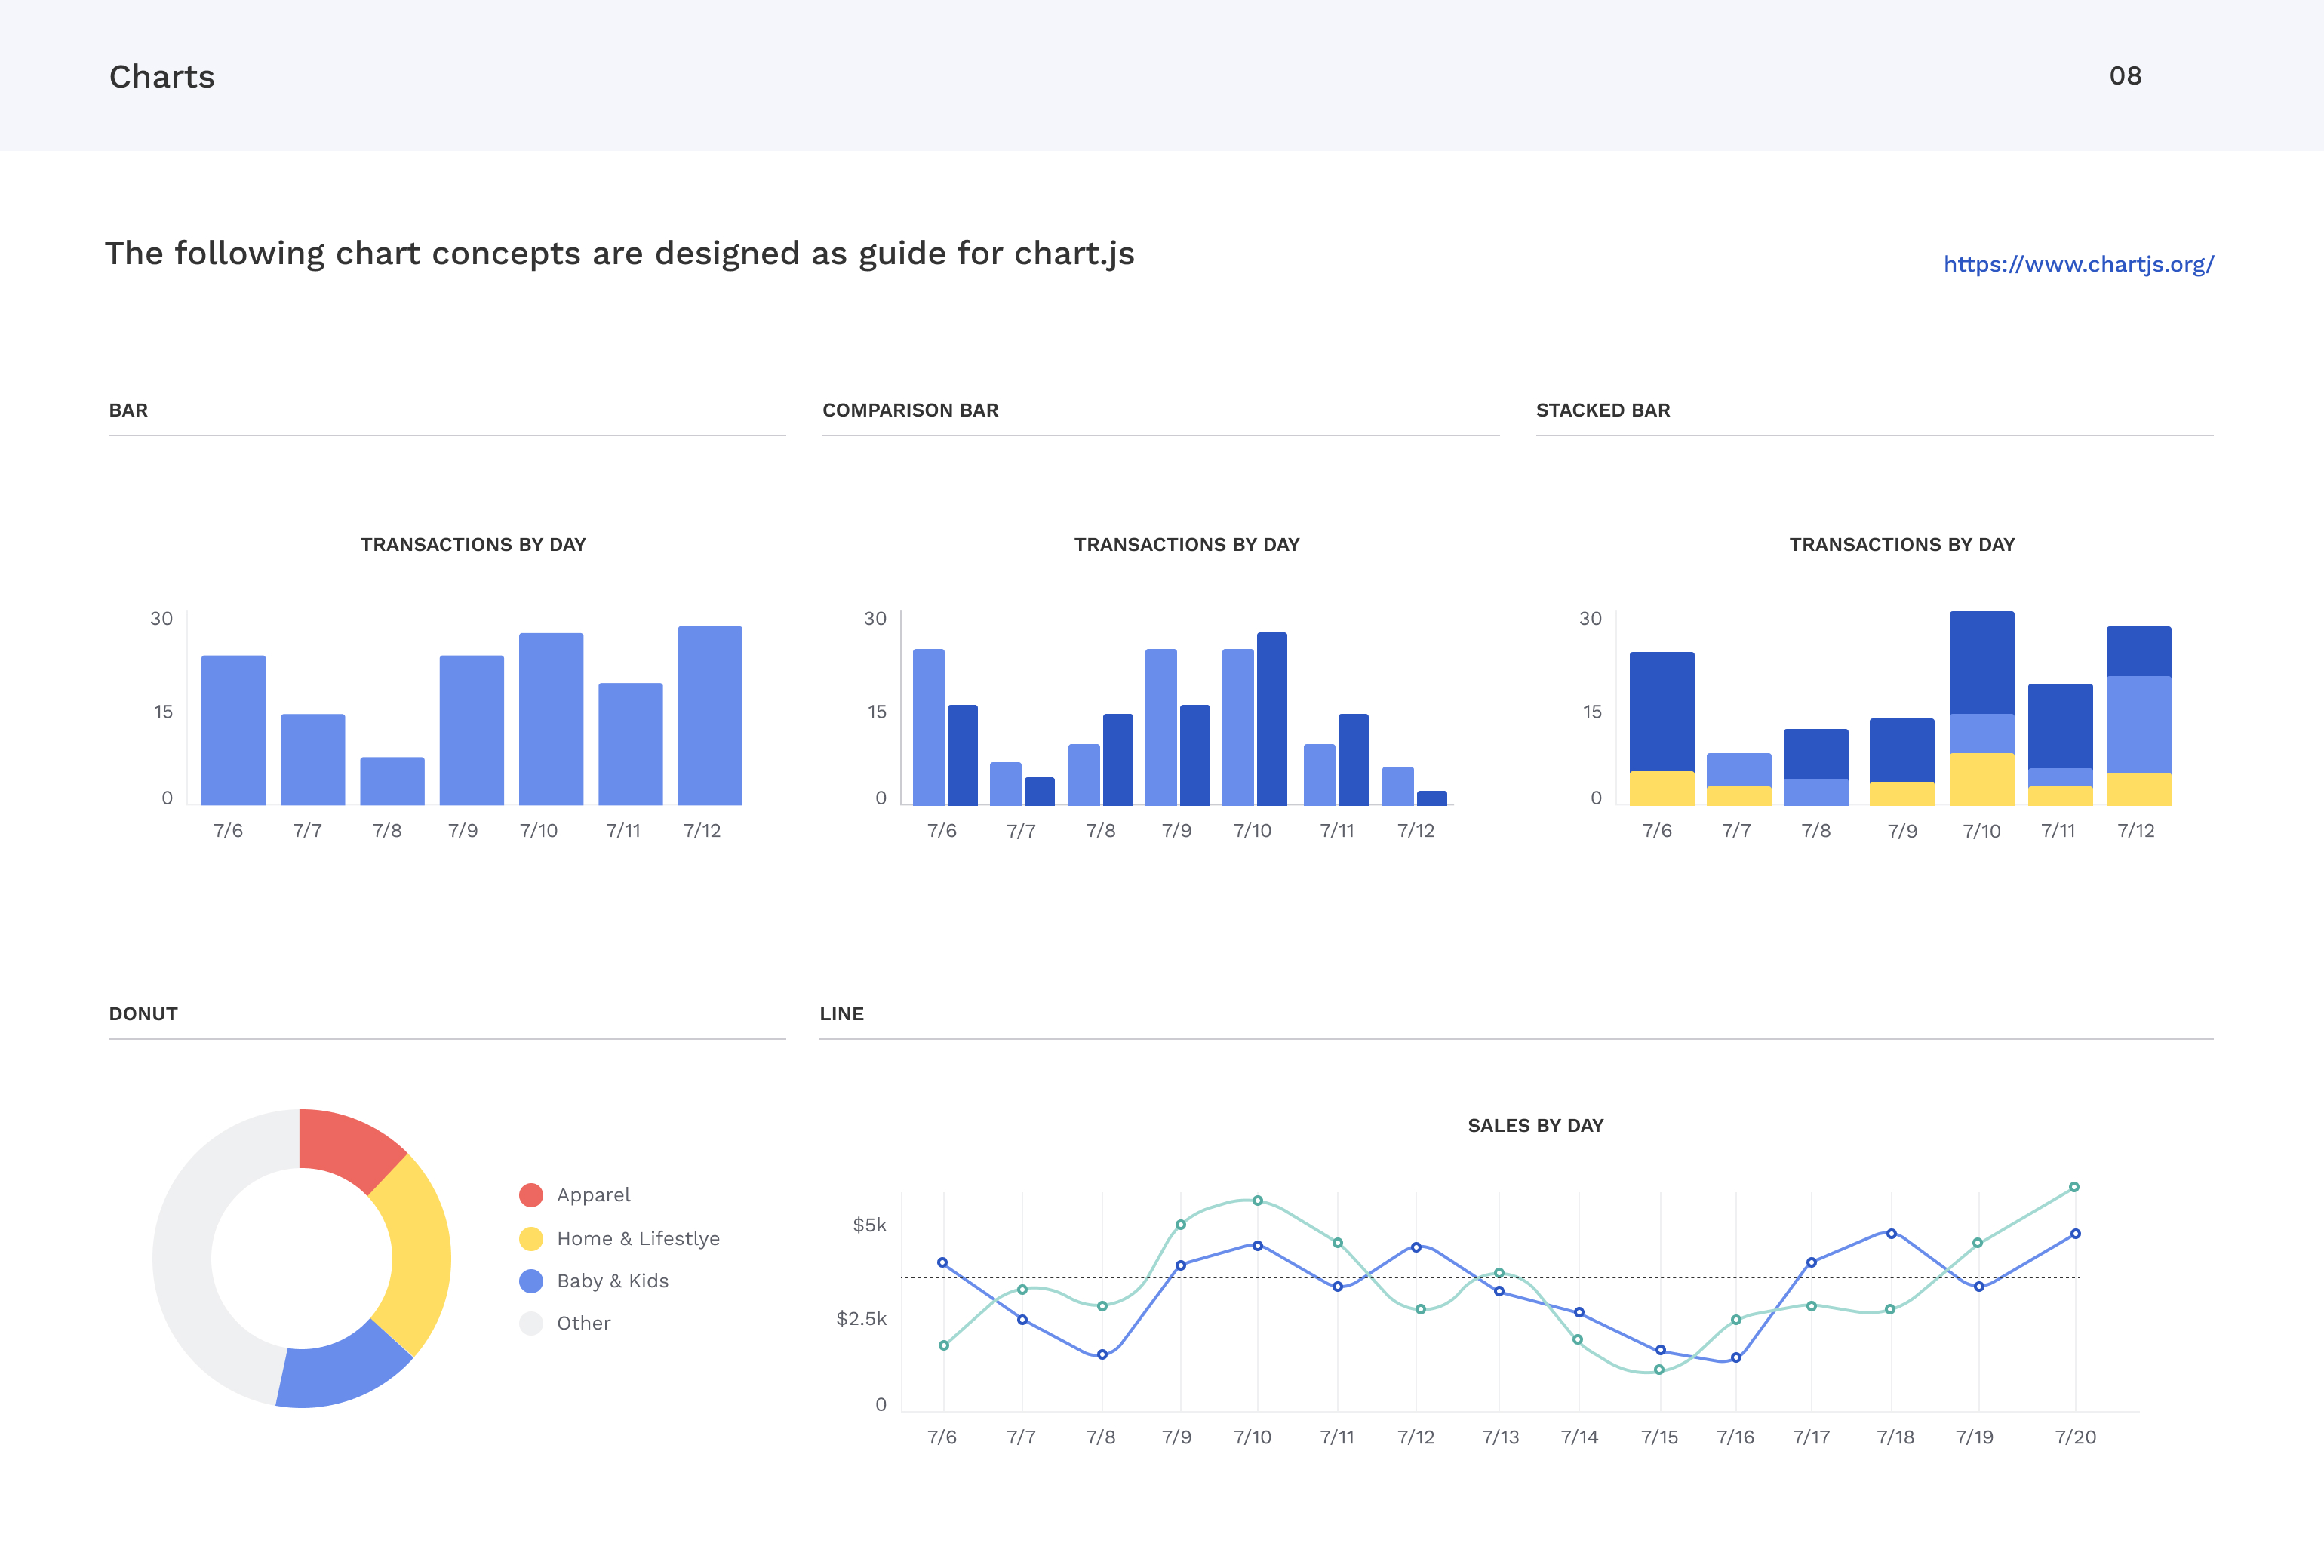 Charts
08
The following chart concepts are designed as guide for chart.js
https://www.chartjs.org/
BAR
COMPARISON BAR
STACKED BAR
TRANSACTIONS BY DAY
30
15
0
7/6 7/7 7/8 7/9 7/10 7/11 7/12
TRANSACTIONS BY DAY
30
15
0
7/6 7/7 7/8 7/9 7/10 7/11 7/12
TRANSACTIONS BY DAY
30
15
0
7/6 7/7 7/8 7/9 7/10 7/11 7/12
DONUT
Apparel
Home & Lifestlye
Baby & Kids
Other
LINE
SALES BY DAY
$5k
$2.5k
0
7/6 7/7 7/8 7/9 7/10 7/11 7/12 7/13 7/14 7/15 7/16 7/17 7/18 7/19 7/20